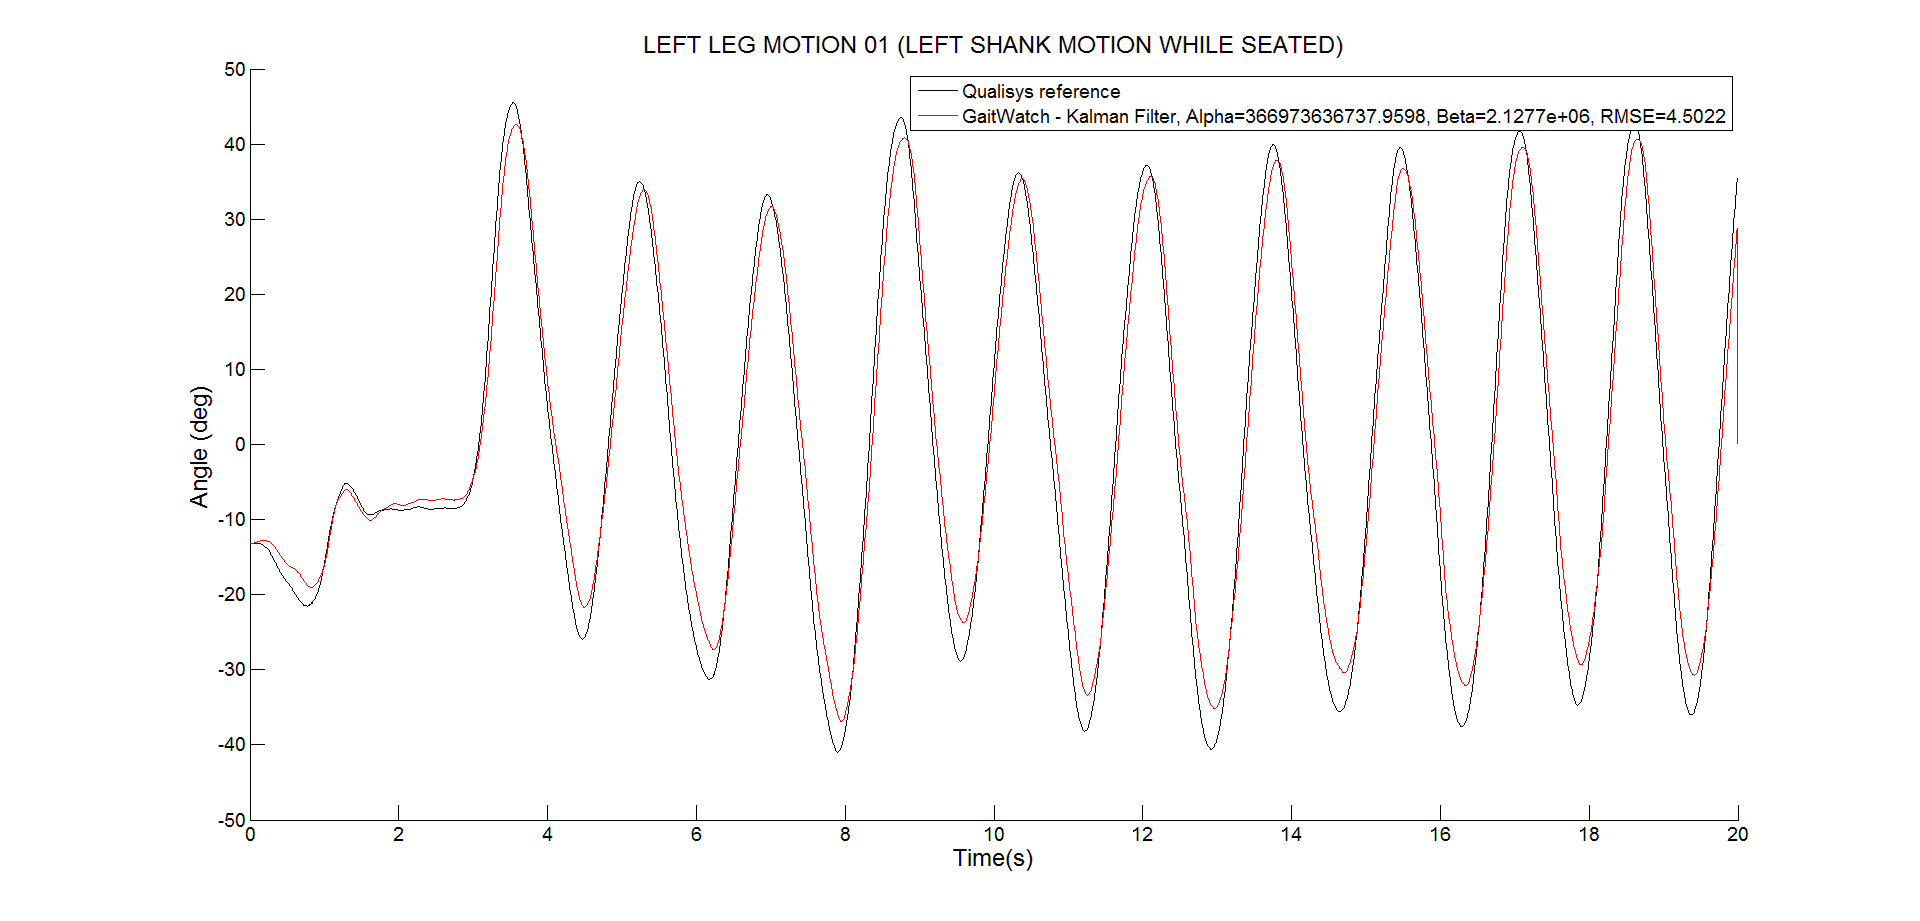 LEFT LEG MOTION 01 (LEFT SHANK MOTION WHILE SEATED)
Qualisys reference
GaitWatch - Kalman Filter, Alpha=366973636737.9598, Beta=2.1277e+06, RMSE=4.5022
50
40
30
20
10
0
-10
-20
-30
-40
-50
Angle (deg)
0 2 4 6 8 10 12 14 16 18 20
Time(s)